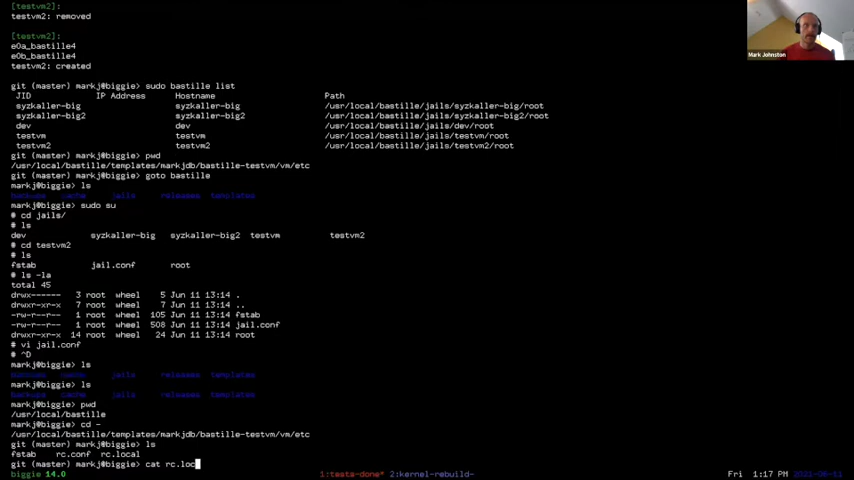 [testvm2]:
testvm2: removed
[testvm2]:
e0a_bastille4
e0b_bastille4
testvm2: created
git (master) markj@biggie> sudo bastille list
JID IP Address Hostname Path
syzkaller-big syzkaller-big /usr/local/bastille/jails/syzkaller-big/root
syzkaller-big2 syzkaller-big2 /usr/local/bastille/jails/syzkaller-big2/root
dev dev /usr/local/bastille/jails/dev/root
testvm testvm /usr/local/bastille/jails/testvm/root
testvm2 testvm2 /usr/local/bastille/jails/testvm2/root
git (master) markj@biggie> pwd
/usr/local/bastille/templates/markjdb/bastille-testvm/vm/etc
git (master) markj@biggie> goto bastille
markj@biggie> ls
backups cache jails releases templates
markj@biggie> sudo su
# cd jails/
# ls
dev syzkaller-big syzkaller-big2 testvm testvm2
# cd testvm2
# ls
fstab jail.conf root
# ls -la
total 45
drwx------ 3 root wheel 5 Jun 11 13:14 .
drwxr-xr-x 7 root wheel 7 Jun 11 13:14 ..
-rw-r--r-- 1 root wheel 105 Jun 11 13:14 fstab
-rw-r--r-- 1 root wheel 508 Jun 11 13:14 jail.conf
drwxr-xr-x 14 root wheel 24 Jun 11 13:14 root
# vi jail.conf
# ^D
markj@biggie> ls
backups cache jails releases templates
markj@biggie> ls
backups cache jails releases templates
markj@biggie> pwd
/usr/local/bastille
markj@biggie> cd -
/usr/local/bastille/templates/markjdb/bastille-testvm/vm/etc
git (master) markj@biggie> ls
fstab rc.conf rc.local
git (master) markj@biggie> cat rc.loc
biggie 14.0 1:tests-done* 2:kernel-rebuild- Fri 1:17 PM 2021-06-11
Mark Johnston